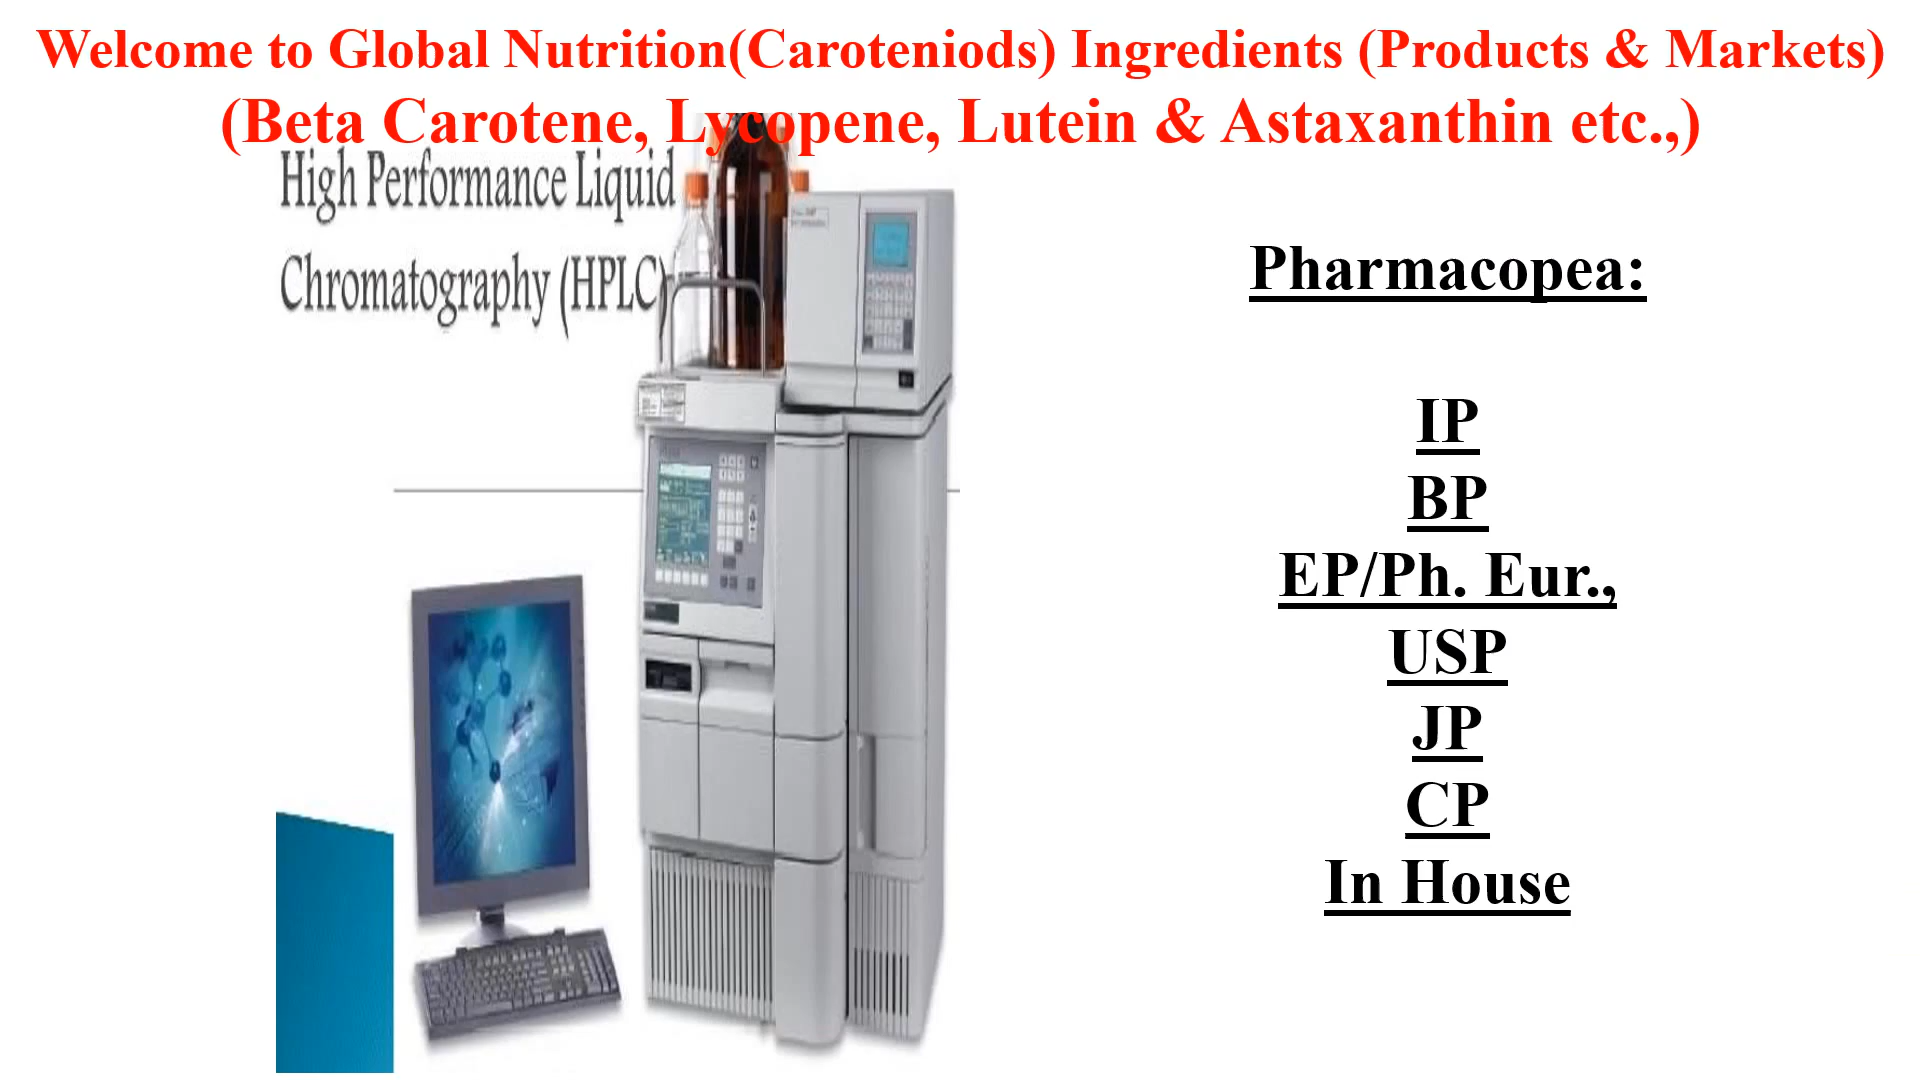 Welcome to Global Nutrition(Caroteniods) Ingredients (Products & Markets)
(Beta Carotene, Lycopene, Lutein & Astaxanthin etc.,)
High Performance Liquid
Chromatography (HPLC)
Pharmacopea:
IP
BP
EP/Ph. Eur.,
USP
JP
CP
In House